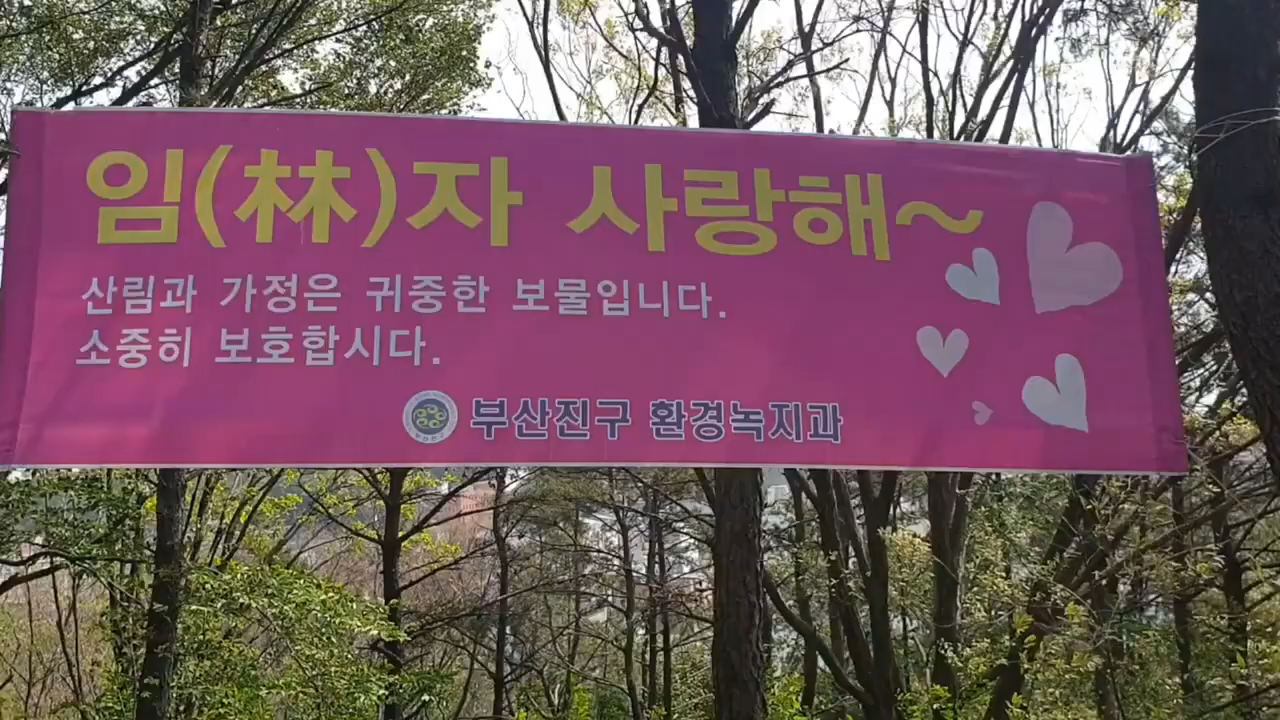 임(林)자 사랑해~
산림과 가정은 귀중한 보물입니다.
소중히 보호합시다.
부산진구 환경녹지과